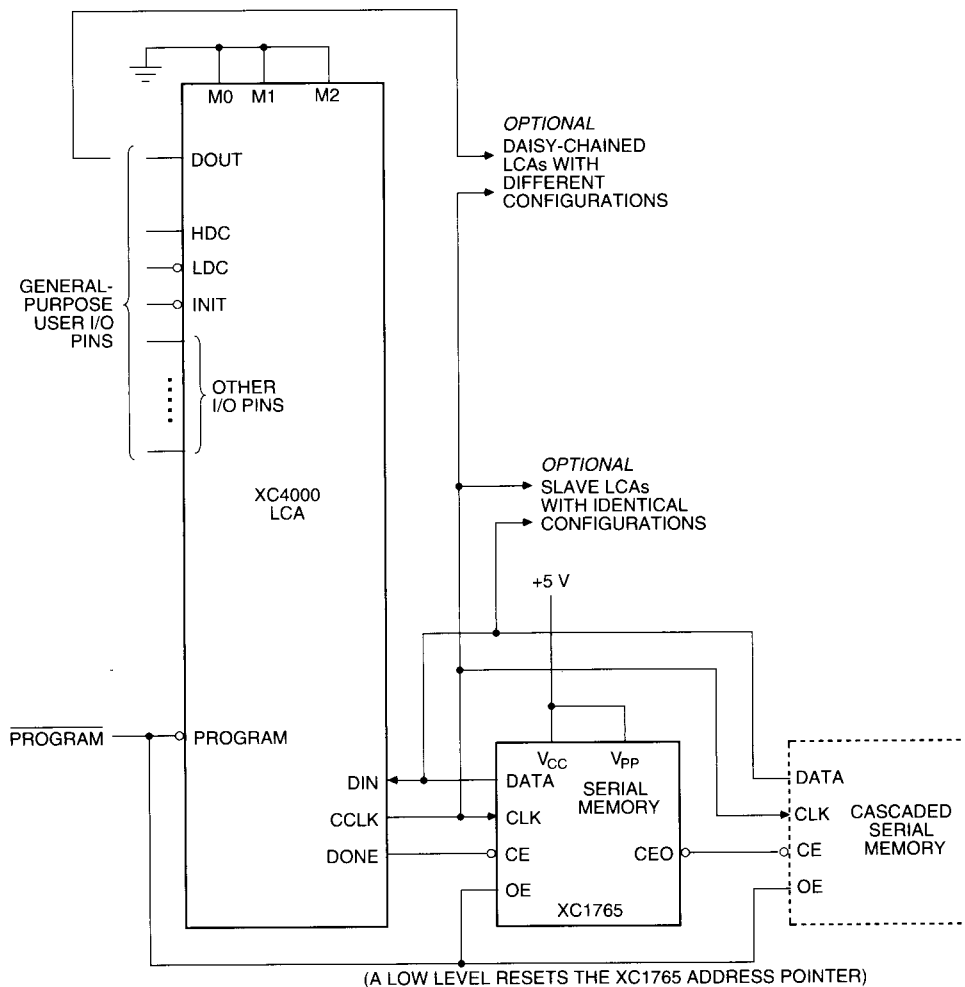 M0 M1 M2
OPTIONAL
DAISY-CHAINED
LCAs WITH
DIFFERENT
CONFIGURATIONS
DOUT
HDC
LDC
INIT
GENERAL-
PURPOSE
USER I/O
PINS
OTHER
I/O PINS
XC4000
LCA
OPTIONAL
SLAVE LCAs
WITH IDENTICAL
CONFIGURATIONS
+5 V
PROGRAM
PROGRAM
DIN
CCLK
DONE
VCC VPP
DATA
SERIAL
MEMORY
CLK
CE
CEO
OE
XC1765
DATA
CLK
CE
OE
CASCADED
SERIAL
MEMORY
(A LOW LEVEL RESETS THE XC1765 ADDRESS POINTER)